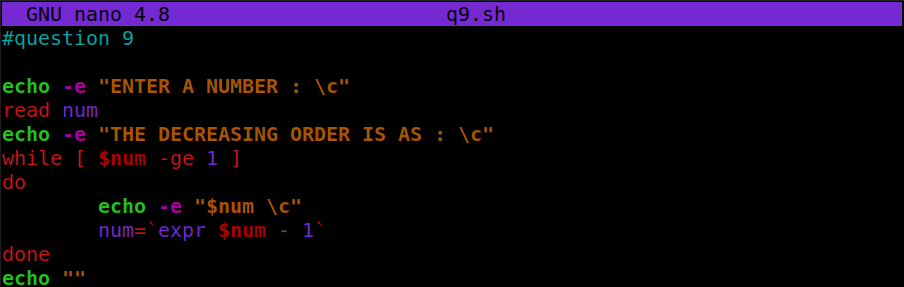 GNU nano 4.8 q9.sh
#question 9
echo -e "ENTER A NUMBER : \c"
read num
echo -e "THE DECREASING ORDER IS AS : \c"
while [ $num -ge 1 ]
do
echo -e "$num \c"
num=`expr $num - 1`
done
echo ""